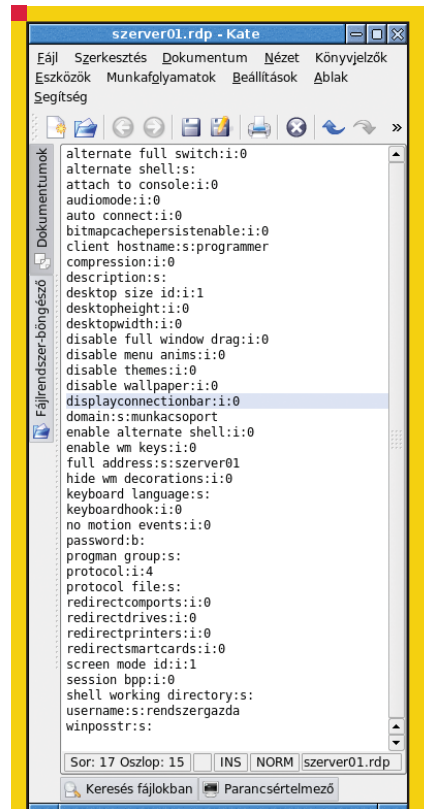 szerver01.rdp - Kate
Fájl Szerkesztés Dokumentum Nézet Könyvjelzők
Eszközök Munkafolyamatok Beállítások Ablak
Segítség
»
Dokumentumok
Fájlrendszer-böngésző
alternate full switch:i:0
alternate shell:s:
attach to console:i:0
audiomode:i:0
auto connect:i:0
bitmapcachepersistenable:i:0
client hostname:s:programmer
compression:i:0
description:s:
desktop size id:i:1
desktopheight:i:0
desktopwidth:i:0
disable full window drag:i:0
disable menu anims:i:0
disable themes:i:0
disable wallpaper:i:0
displayconnectionbar:i:0
domain:s:munkacsoport
enable alternate shell:i:0
enable wm keys:i:0
full address:s:szerver01
hide wm decorations:i:0
keyboard language:s:
keyboardhook:i:0
no motion events:i:0
password:b:
progman group:s:
protocol:i:4
protocol file:s:
redirectcomports:i:0
redirectdrives:i:0
redirectprinters:i:0
redirectsmartcards:i:0
screen mode id:i:1
session bpp:i:0
shell working directory:s:
username:s:rendszergazda
winposstr:s:
Sor: 17 Oszlop: 15 INS NORM szerver01.rdp
Keresés fájlokban Parancsértelmező